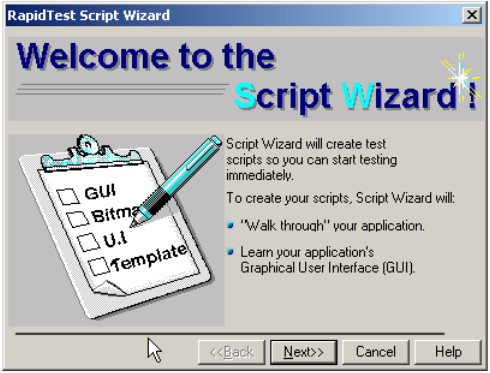 RapidTest Script Wizard
Welcome to the
Script Wizard!
Script Wizard will create test
scripts so you can start testing
immediately.
To create your scripts, Script Wizard will:
"Walk through" your application.
Learn your application's
Graphical User Interface (GUI).
GUI
Bitma
U.I
Template
<<Back Next>> Cancel Help